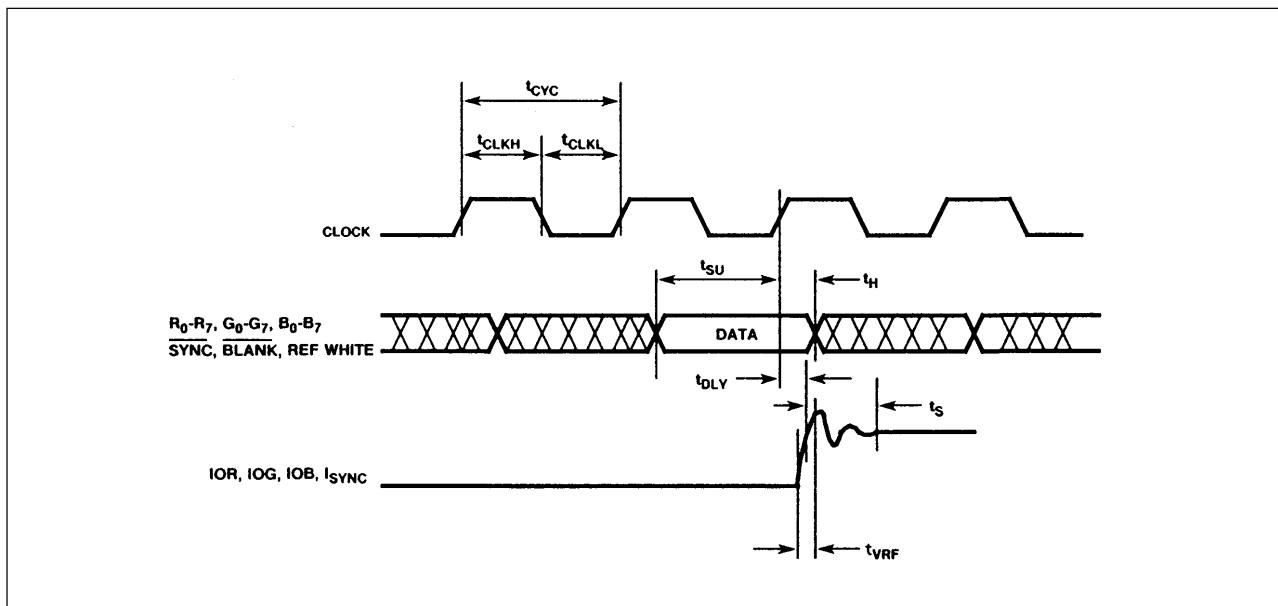 tCYC
tCLKH
tCLKL
CLOCK
tSU
tH
R0-R7, G0-G7, B0-B7
SYNC, BLANK, REF WHITE
DATA
tDLY
tS
IOR, IOG, IOB, ISYNC
tVRF